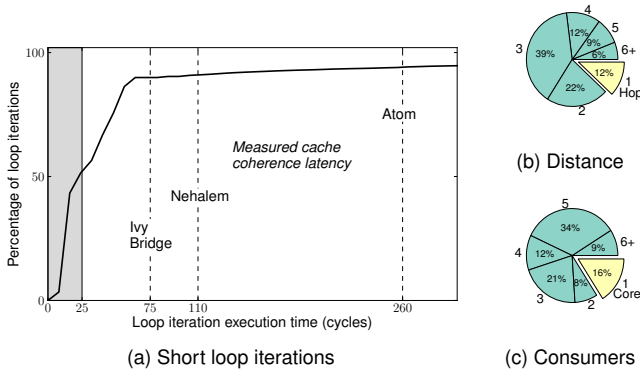 100
50
0
Percentage of loop iterations
Measured cache
coherence latency
Atom
Nehalem
Ivy
Bridge
0
25
75
110
260
Loop iteration execution time (cycles)
(a) Short loop iterations
4
12%
5
9%
6+
6%
3
39%
12%
1
Hop
22%
2
(b) Distance
5
34%
6+
9%
4
12%
16%
1
Core
21%
8%
3
2
(c) Consumers